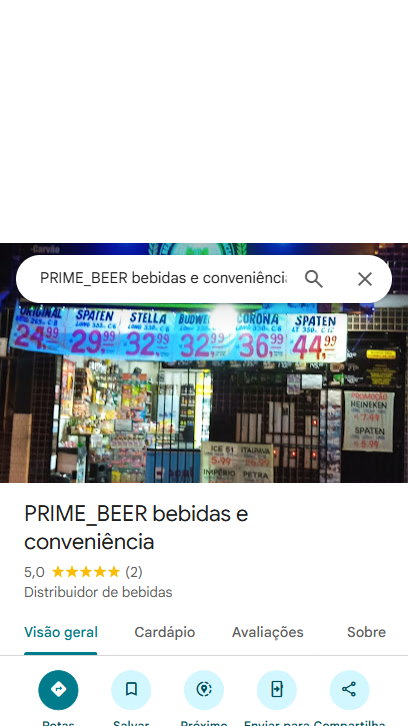 PRIME_BEER bebidas e conveniência
ORIGINAL
SPATEN
STELLA
BUDWEI
CORONA
SPATEN
24,99
29,99
32,99
32,99
36,99
44,99
PROMOÇÃO
HEINEKEN
7.49
SPATEN
5.99
ICE 51 ITAIPAVA
5.99
IMPÉRIO PETRA
PRIME_BEER bebidas e
conveniência
5,0 (2)
Distribuidor de bebidas
Visão geral Cardápio Avaliações Sobre
Rotas Salvar Próximo Enviar para Compartilha